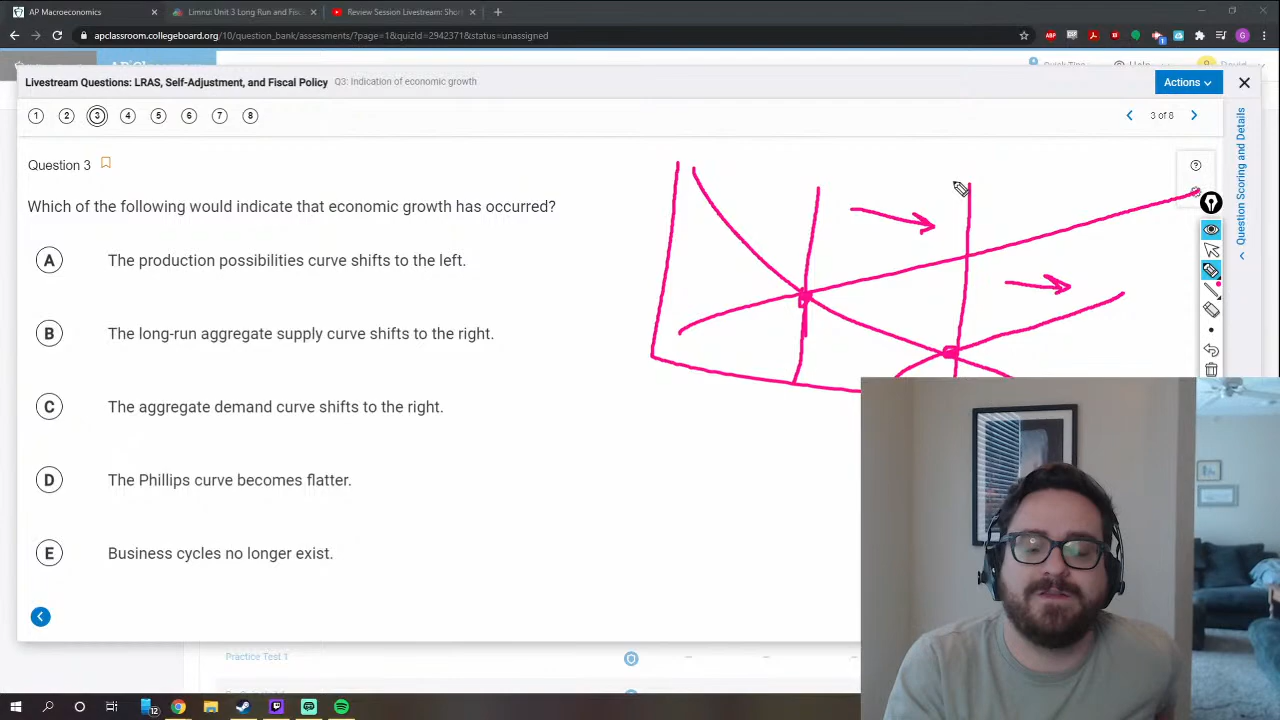 AP Macroeconomics
Limnu: Unit 3 Long Run and Fisc
Review Session Livestream: Shor
apclassroom.collegeboard.org/10/question_bank/assessments/?page=1&quizId=2942371&status=unassigned
Livestream Questions: LRAS, Self-Adjustment, and Fiscal Policy Q3: Indication of economic growth
Actions
1 2 3 4 5 6 7 8
3 of 8
Question 3
Which of the following would indicate that economic growth has occurred?
A The production possibilities curve shifts to the left.
B The long-run aggregate supply curve shifts to the right.
C The aggregate demand curve shifts to the right.
D The Phillips curve becomes flatter.
E Business cycles no longer exist.
Question Scoring and Details
Practice Test 1